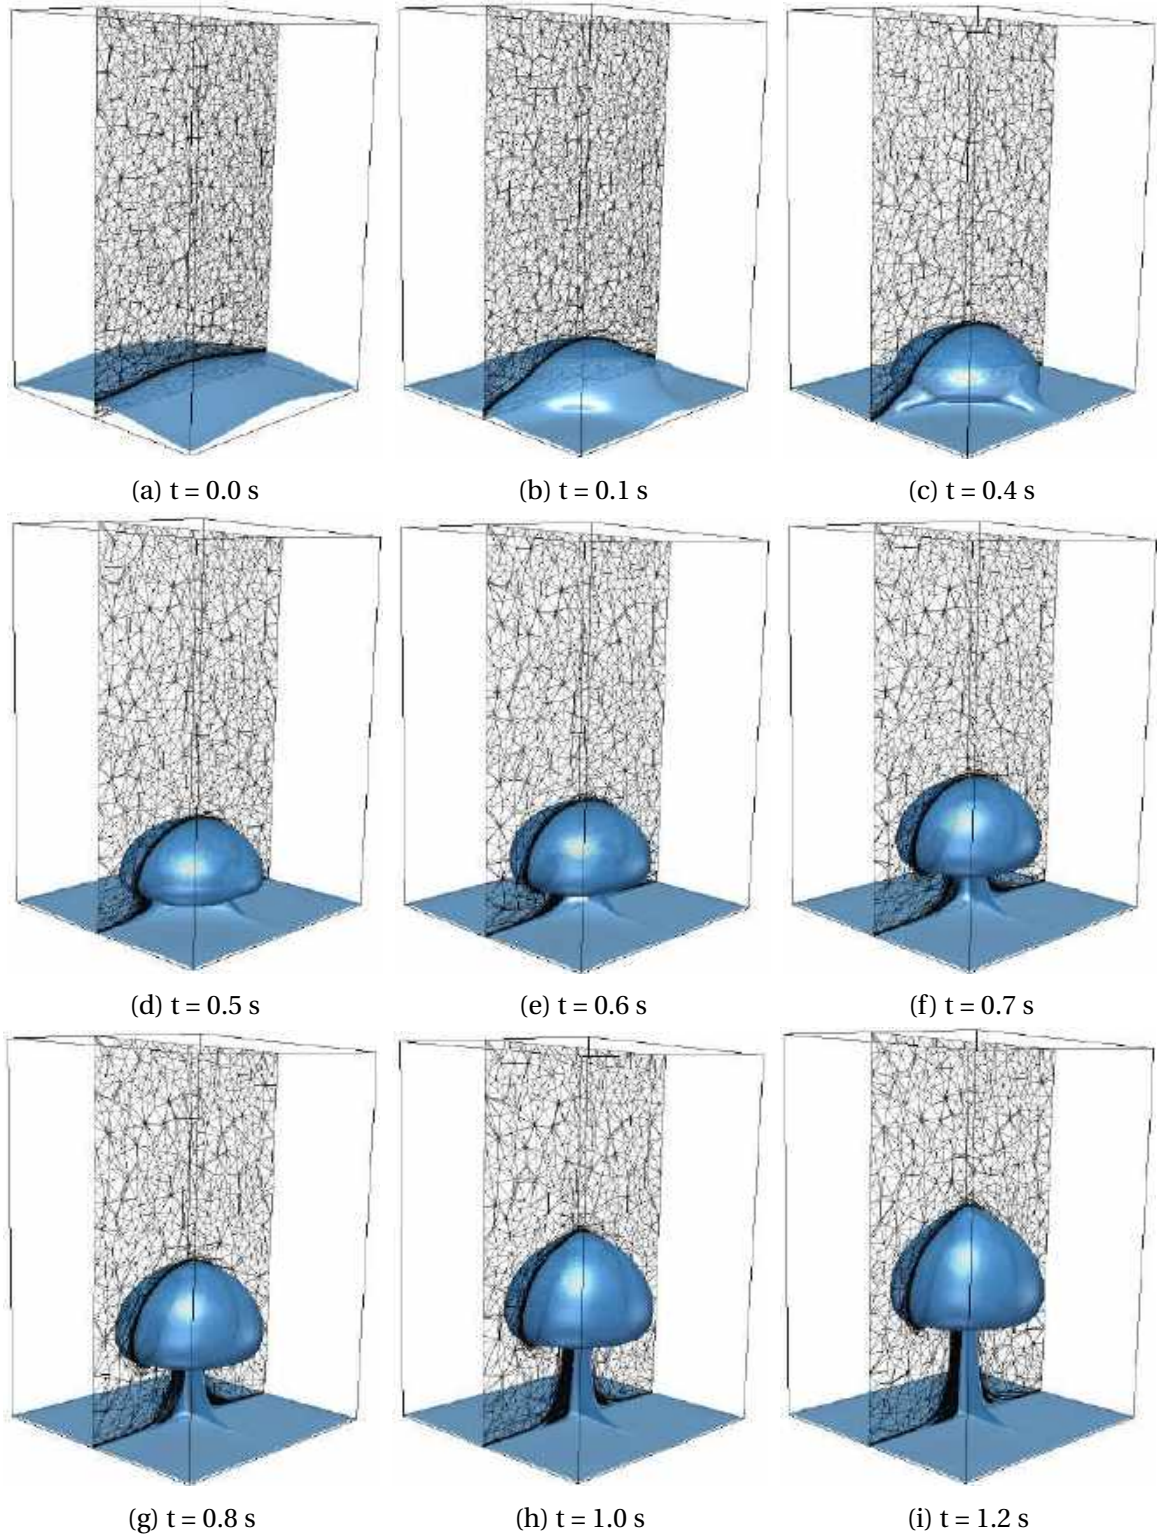 (a) t = 0.0 s
(b) t = 0.1 s
(c) t = 0.4 s
(d) t = 0.5 s
(e) t = 0.6 s
(f) t = 0.7 s
(g) t = 0.8 s
(h) t = 1.0 s
(i) t = 1.2 s